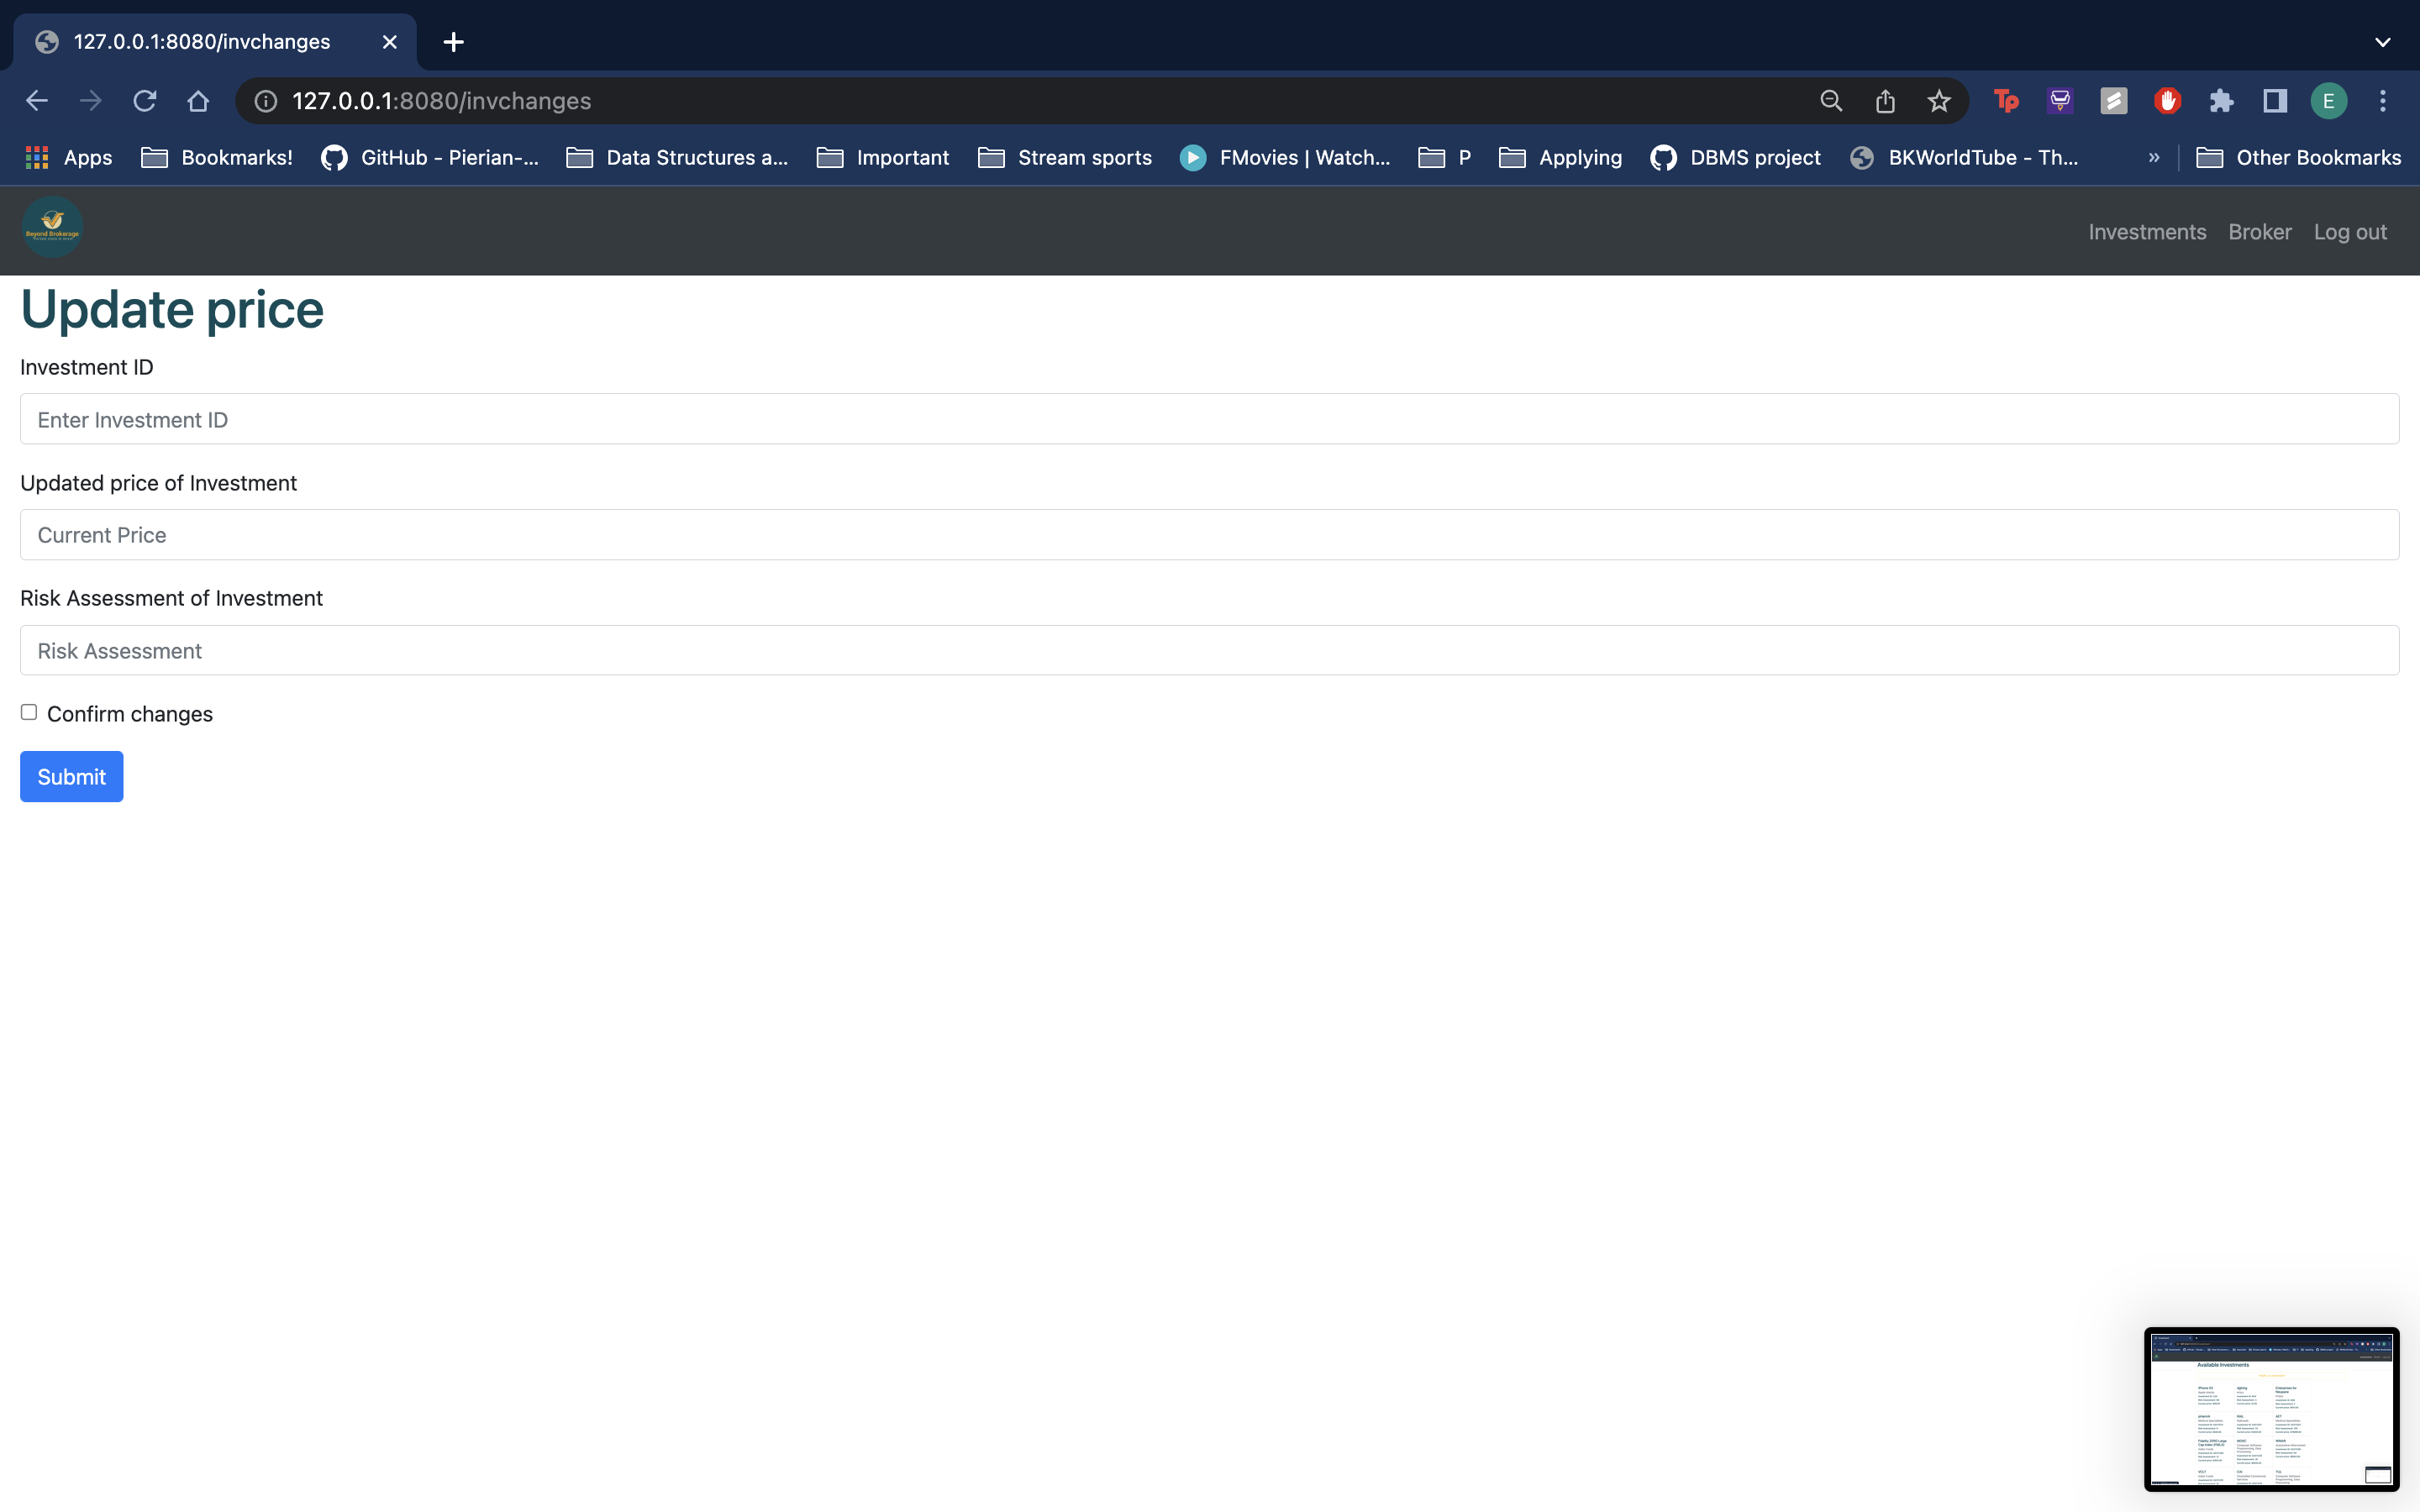 127.0.0.1:8080/invchanges
127.0.0.1:8080/invchanges
Tp
E
Apps
Bookmarks!
GitHub - Pierian-...
Data Structures a...
Important
Stream sports
FMovies | Watch...
P
Applying
DBMS project
BKWorldTube - Th...
»
Other Bookmarks
Beyond Brokerage
Investments
Broker
Log out
Update price
Investment ID
Enter Investment ID
Updated price of Investment
Current Price
Risk Assessment of Investment
Risk Assessment
Confirm changes
Submit
Available Investments